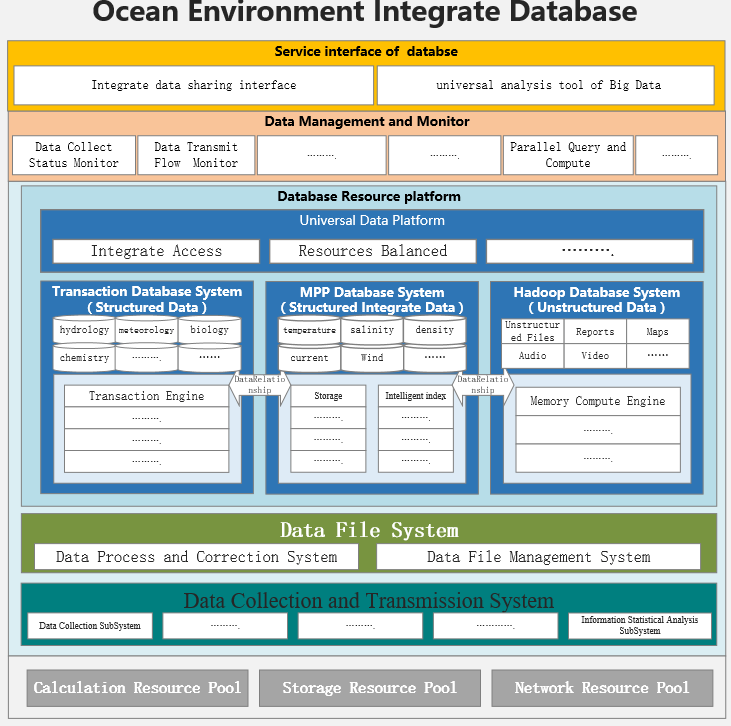 Ocean Environment Integrate Database
Service interface of databse
Integrate data sharing interface
universal analysis tool of Big Data
Data Management and Monitor
Data Collect
Status Monitor
Data Transmit
Flow Monitor
………．
………．
Parallel Query and
Compute
………．
Database Resource platform
Universal Data Platform
Integrate Access
Resources Balanced
………．
Transaction Database System
（Structured Data）
hydrology
meteorology
biology
chemistry
………．
……
Transaction Engine
………．
………．
………．
DataRelatio
nship
MPP Database System
（Structured Integrate Data）
temperature
salinity
density
current
Wind
……
Storage
………．
………．
………．
Intelligent index
………．
………．
………．
DataRelatio
nship
Hadoop Database System
（Unstructured Data）
Unstructur
ed Files
Reports
Maps
Audio
Video
……
Memory Compute Engine
………．
………．
Data File System
Data Process and Correction System
Data File Management System
Data Collection and Transmission System
Data Collection SubSystem
………．
………．
…………．
Information Statistical Analysis
SubSystem
Calculation Resource Pool
Storage Resource Pool
Network Resource Pool